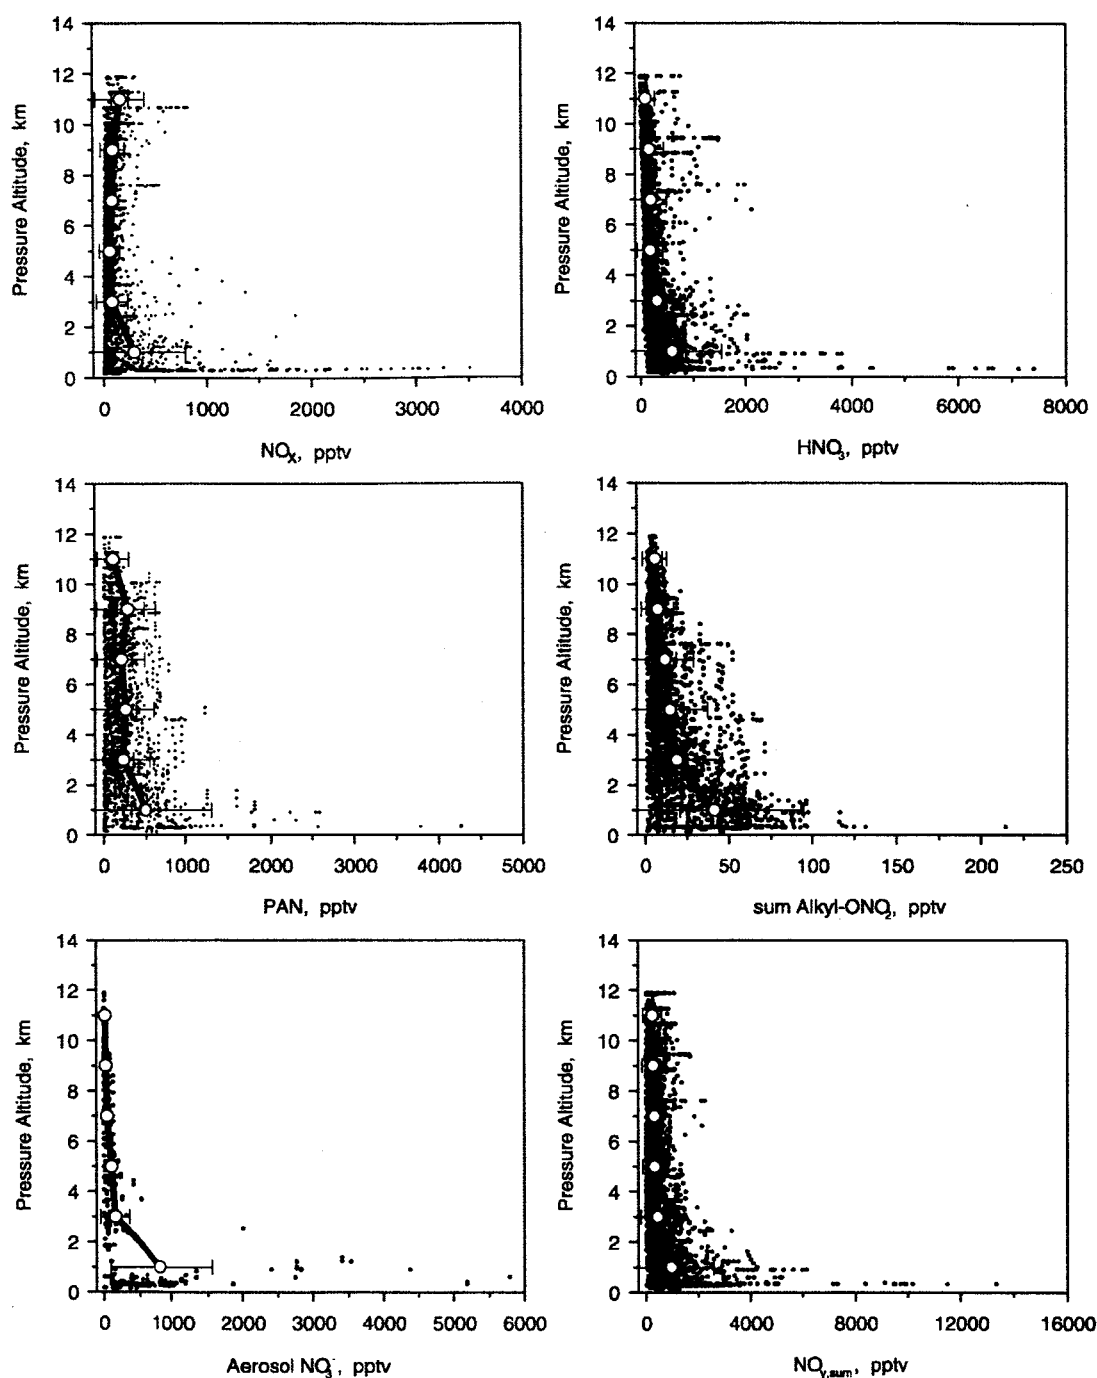 14
12
10
8
6
4
2
0
Pressure Altitude, km
0 1000 2000 3000 4000
NOX, pptv
14
12
10
8
6
4
2
0
Pressure Altitude, km
0 2000 4000 6000 8000
HNO3, pptv
14
12
10
8
6
4
2
0
Pressure Altitude, km
0 1000 2000 3000 4000 5000
PAN, pptv
14
12
10
8
6
4
2
0
Pressure Altitude, km
0 50 100 150 200 250
sum Alkyl-ONO2, pptv
14
12
10
8
6
4
2
0
Pressure Altitude, km
0 1000 2000 3000 4000 5000 6000
Aerosol NO3-, pptv
14
12
10
8
6
4
2
0
Pressure Altitude, km
0 4000 8000 12000 16000
NOy,sum, pptv